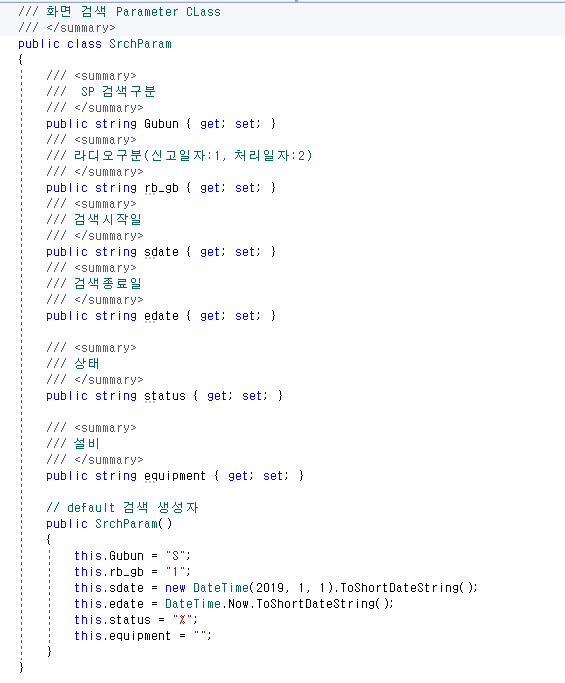 /// 화면 검색 Parameter CLass
/// </summary>
public class SrchParam
{
/// <summary>
///  SP 검색구분
/// </summary>
public string Gubun { get; set; }
/// <summary>
/// 라디오구분(신고일자:1, 처리일자:2)
/// </summary>
public string rb_gb { get; set; }
/// <summary>
/// 검색시작일
/// </summary>
public string sdate { get; set; }
/// <summary>
/// 검색종료일
/// </summary>
public string edate { get; set; }
/// <summary>
/// 상태
/// </summary>
public string status { get; set; }
/// <summary>
/// 설비
/// </summary>
public string equipment { get; set; }
// default 검색 생성자
public SrchParam()
{
this.Gubun = "S";
this.rb_gb = "1";
this.sdate = new DateTime(2019, 1, 1).ToShortDateString();
this.edate = DateTime.Now.ToShortDateString();
this.status = "%";
this.equipment = "";
}
}